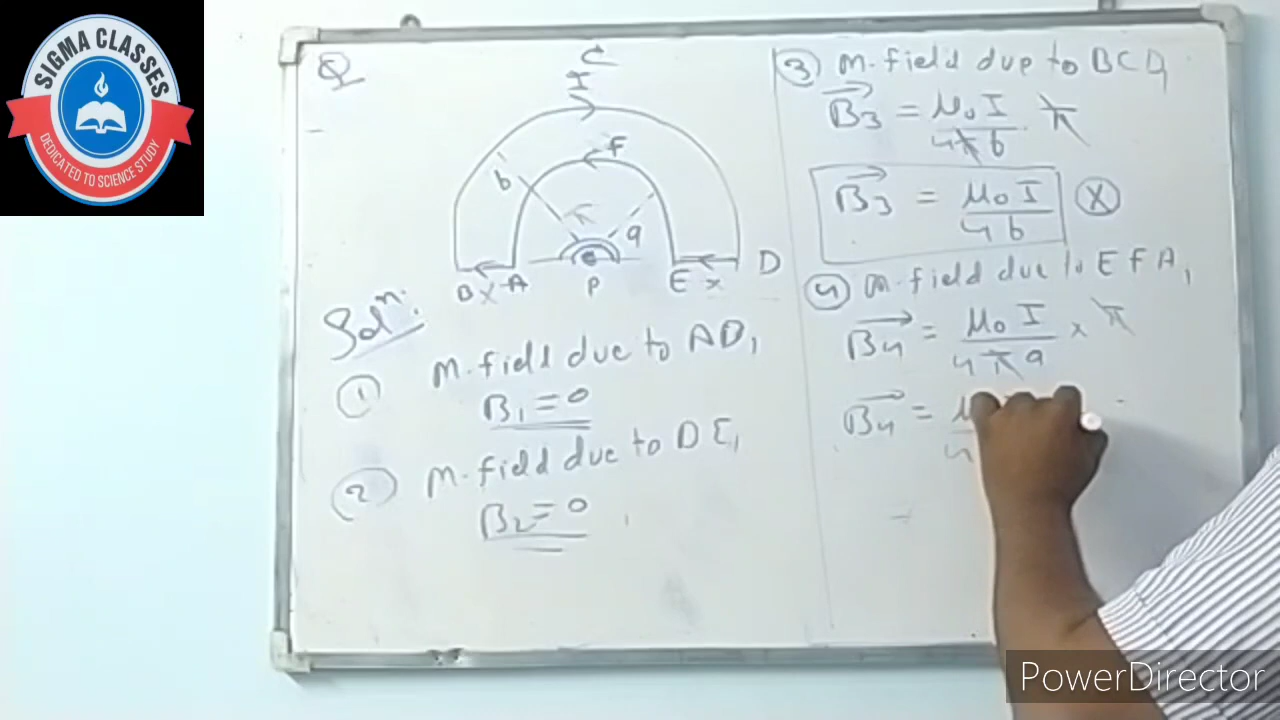 SIGMA CLASSES
DEDICATED TO SCIENCE STUDY
Q
C
I
F
b
π
a
B X A P E x D
Solⁿ:
① M.field due to AB,
B₁ = 0
② M.field due to DE,
B₂ = 0
③ M.field due to BCD,
B₃ = μ₀ I / 4π b π
B₃ = μ₀ I / 4 b ⓧ
④ M.field due to EFA,
B₄ = μ₀ I / 4 π a × π
B₄ = μ
4
PowerDirector